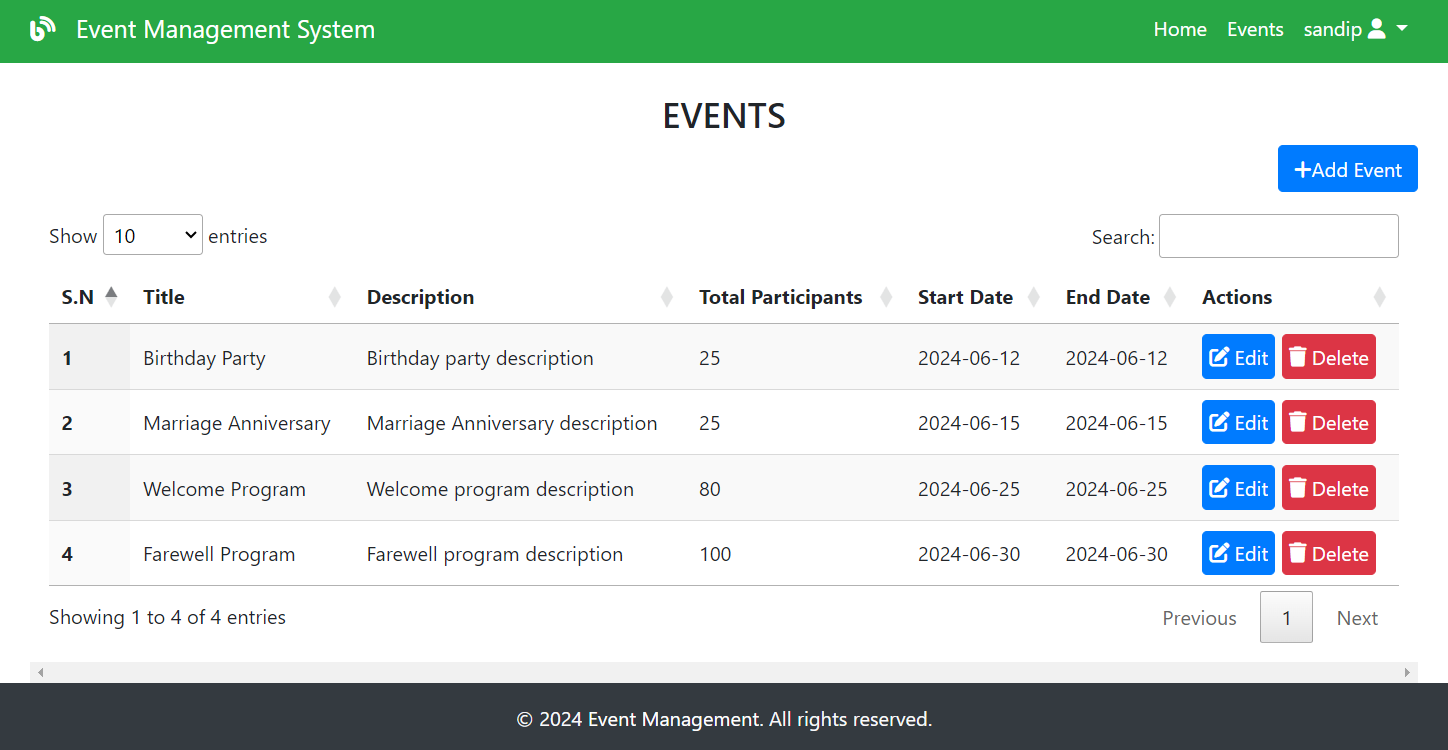 Event Management System Home Events sandip
EVENTS
+Add Event
Show 10 entries Search:
S.N Title Description Total Participants Start Date End Date Actions
1 Birthday Party Birthday party description 25 2024-06-12 2024-06-12 Edit Delete
2 Marriage Anniversary Marriage Anniversary description 25 2024-06-15 2024-06-15 Edit Delete
3 Welcome Program Welcome program description 80 2024-06-25 2024-06-25 Edit Delete
4 Farewell Program Farewell program description 100 2024-06-30 2024-06-30 Edit Delete
Showing 1 to 4 of 4 entries Previous 1 Next
© 2024 Event Management. All rights reserved.